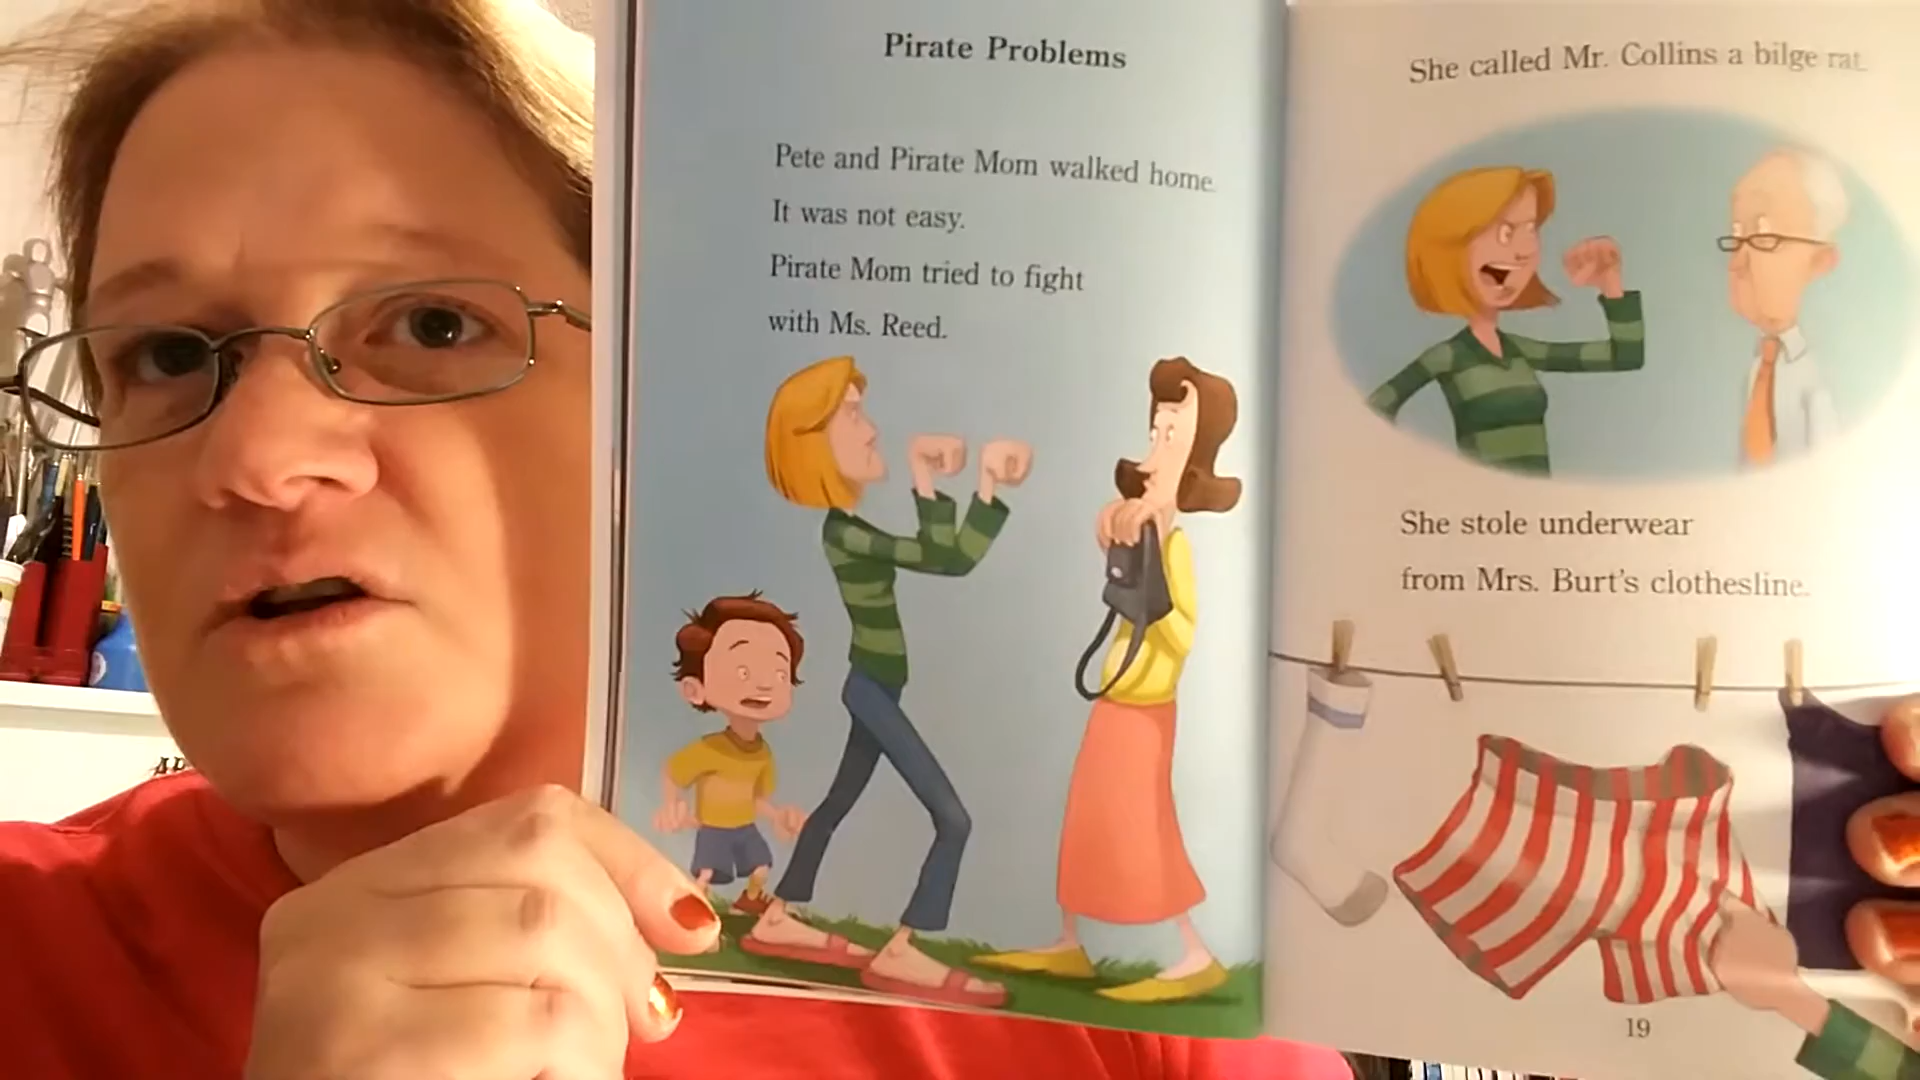 Pirate Problems
Pete and Pirate Mom walked home.
It was not easy.
Pirate Mom tried to fight
with Ms. Reed.
She called Mr. Collins a bilge rat.
She stole underwear
from Mrs. Burt's clothesline.
19